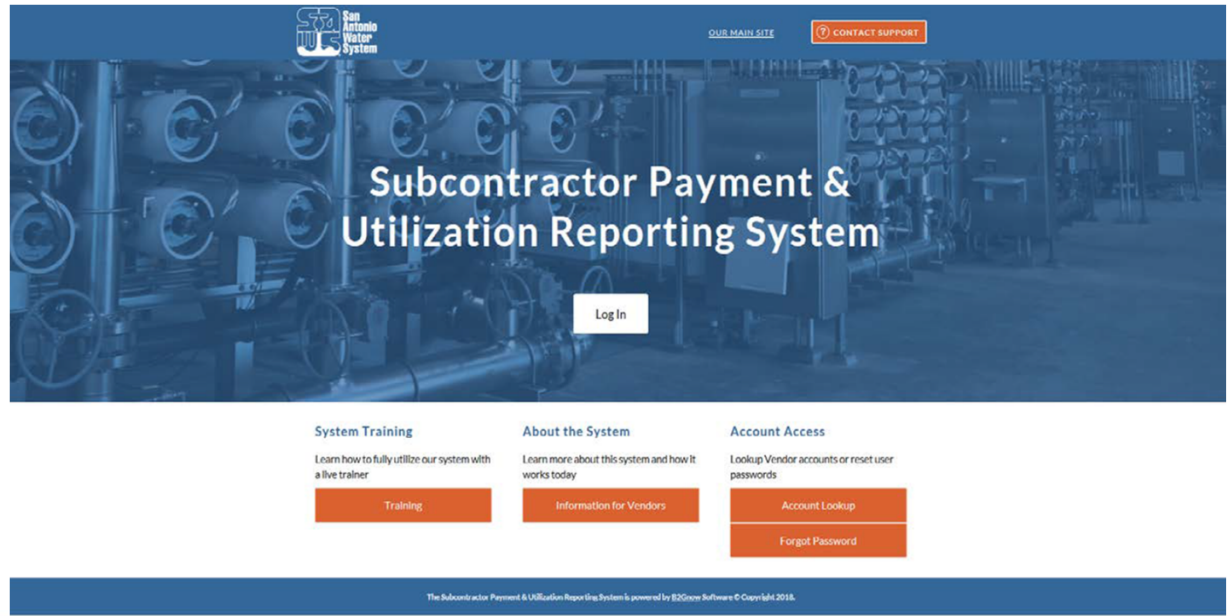 San
Antonio
Water
System
OUR MAIN SITE
? CONTACT SUPPORT
Subcontractor Payment &
Utilization Reporting System
Log In
System Training
Learn how to fully utilize our system with
a live trainer
Training
About the System
Learn more about this system and how it
works today
Information for Vendors
Account Access
Lookup Vendor accounts or reset user
passwords
Account Lookup
Forgot Password
The Subcontractor Payment & Utilization Reporting System is powered by B2Gnow Software © Copyright 2018.